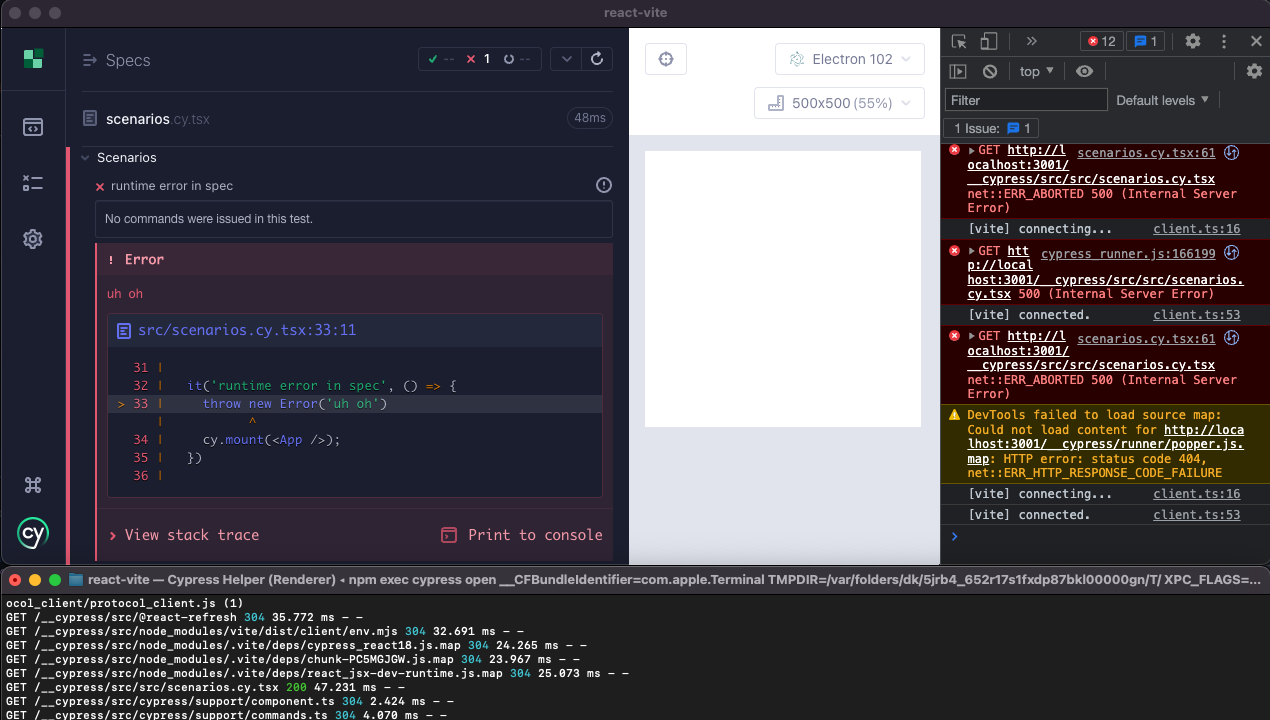 react-vite
Specs
-- 1 --
scenarios.cy.tsx
48ms
Scenarios
runtime error in spec
No commands were issued in this test.
! Error
uh oh
src/scenarios.cy.tsx:33:11
31 |
32 | it('runtime error in spec', () => {
> 33 | throw new Error('uh oh')
| ^
34 | cy.mount(<App />);
35 | })
36 |
> View stack trace
Print to console
cy
Electron 102
500x500 (55%)
12
1
top
Filter
Default levels
1 Issue: 1
GET http://l scenarios.cy.tsx:61
ocalhost:3001/
__cypress/src/src/scenarios.cy.tsx
net::ERR_ABORTED 500 (Internal Server
Error)
[vite] connecting... client.ts:16
GET htt cypress_runner.js:166199
p://local
host:3001/__cypress/src/src/scenarios.
cy.tsx 500 (Internal Server Error)
[vite] connected. client.ts:53
GET http://l scenarios.cy.tsx:61
ocalhost:3001/
__cypress/src/src/scenarios.cy.tsx
net::ERR_ABORTED 500 (Internal Server
Error)
DevTools failed to load source map:
Could not load content for http://loca
lhost:3001/__cypress/runner/popper.js.
map: HTTP error: status code 404,
net::ERR_HTTP_RESPONSE_CODE_FAILURE
[vite] connecting... client.ts:16
[vite] connected. client.ts:53
react-vite — Cypress Helper (Renderer) ◂ npm exec cypress open __CFBundleIdentifier=com.apple.Terminal TMPDIR=/var/folders/dk/5jrb4_652r17s1fxdp87bkl00000gn/T/ XPC_FLAGS=...
ocol_client/protocol_client.js (1)
GET /__cypress/src/@react-refresh 304 35.772 ms - -
GET /__cypress/src/node_modules/vite/dist/client/env.mjs 304 32.691 ms - -
GET /__cypress/src/node_modules/.vite/deps/cypress_react18.js.map 304 24.265 ms - -
GET /__cypress/src/node_modules/.vite/deps/chunk-PC5MGJGW.js.map 304 23.967 ms - -
GET /__cypress/src/node_modules/.vite/deps/react_jsx-dev-runtime.js.map 304 25.073 ms - -
GET /__cypress/src/src/scenarios.cy.tsx 200 47.231 ms - -
GET /__cypress/src/cypress/support/component.ts 304 2.424 ms - -
GET /__cypress/src/cypress/support/commands.ts 304 4.070 ms - -